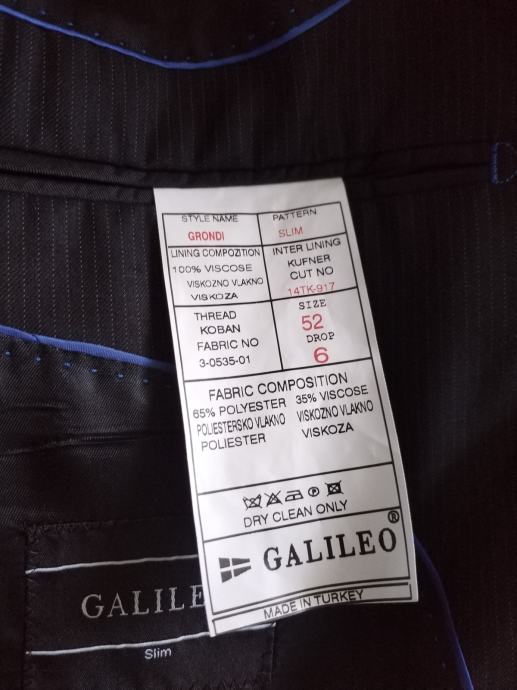 STYLE NAME
GRONDI
PATTERN
SLIM
LINING COMPOZITION
100% VISCOSE
VISKOZNO VLAKNO
VISKOZA
INTER LINING
KUFNER
CUT NO
14TK-917
THREAD
KOBAN
FABRIC NO
3-0535-01
SIZE
52
DROP
6
FABRIC COMPOSITION
65% POLYESTER 35% VISCOSE
POLIESTERSKO VLAKNO VISKOZNO VLAKNO
POLIESTER VISKOZA
DRY CLEAN ONLY
GALILEO®
MADE IN TURKEY
GALILE
Slim